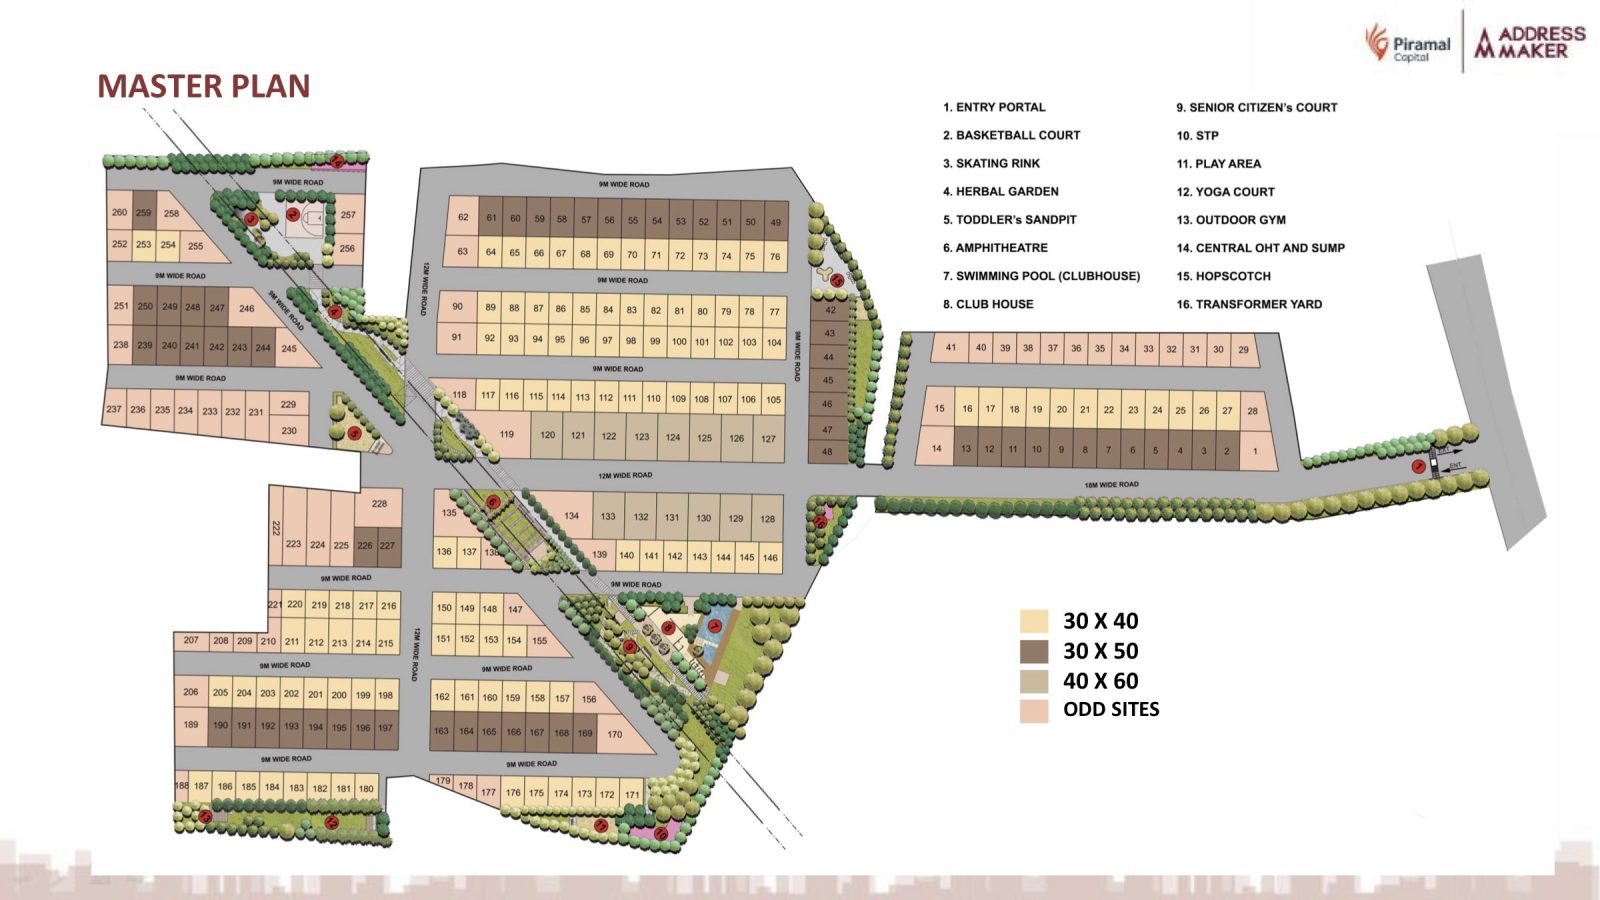 Piramal
Capital
ADDRESS
MAKER
MASTER PLAN
1. ENTRY PORTAL
2. BASKETBALL COURT
3. SKATING RINK
4. HERBAL GARDEN
5. TODDLER's SANDPIT
6. AMPHITHEATRE
7. SWIMMING POOL (CLUBHOUSE)
8. CLUB HOUSE
9. SENIOR CITIZEN's COURT
10. STP
11. PLAY AREA
12. YOGA COURT
13. OUTDOOR GYM
14. CENTRAL OHT AND SUMP
15. HOPSCOTCH
16. TRANSFORMER YARD
9M WIDE ROAD
260 259 258
3 2 257
252 253 254 255
256
9M WIDE ROAD
9M WIDE ROAD
251 250 249 248 247 246
4
238 239 240 241 242 243 244 245
9M WIDE ROAD
237 236 235 234 233 232 231 229
230
5
9M WIDE ROAD
12M WIDE ROAD
62 61 60 59 58 57 56 55 54 53 52 51 50 49
63 64 65 66 67 68 69 70 71 72 73 74 75 76
9M WIDE ROAD
90 89 88 87 86 85 84 83 82 81 80 79 78 77
91 92 93 94 95 96 97 98 99 100 101 102 103 104
9M WIDE ROAD
9M WIDE ROAD
118 117 116 115 114 113 112 111 110 109 108 107 106 105
119 120 121 122 123 124 125 126 127
12M WIDE ROAD
42
43
44
45
46
47
48
41 40 39 38 37 36 35 34 33 32 31 30 29
15 16 17 18 19 20 21 22 23 24 25 26 27 28
14 13 12 11 10 9 8 7 6 5 4 3 2 1
18M WIDE ROAD
1
ENT
228
222 223 224 225 226 227
9M WIDE ROAD
135 6 134 133 132 131 130 129 128
16
136 137 138 139 140 141 142 143 144 145 146
9M WIDE ROAD
221 220 219 218 217 216
207 208 209 210 211 212 213 214 215
9M WIDE ROAD
12M WIDE ROAD
150 149 148 147
151 152 153 154 155
9M WIDE ROAD
8 7
9
206 205 204 203 202 201 200 199 198
189 190 191 192 193 194 195 196 197
9M WIDE ROAD
162 161 160 159 158 157 156
163 164 165 166 167 168 169 170
9M WIDE ROAD
188 187 186 185 184 183 182 181 180
13 12
179 178 177 176 175 174 173 172 171
11 10
30 X 40
30 X 50
40 X 60
ODD SITES